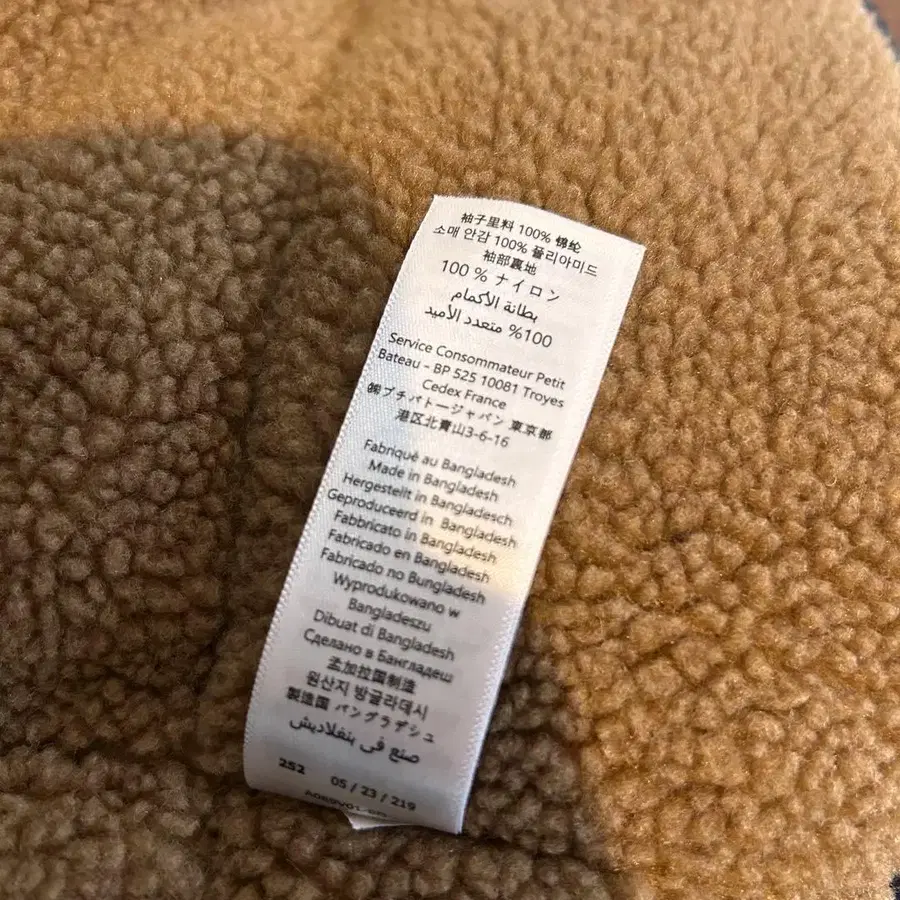 袖子里料 100% 锦纶
소매 안감 100% 폴리아미드
袖部裏地
100 % ナイロン
بطانة الأكمام
100% متعدد الأميد
Service Consommateur Petit
Bateau - BP 525 10081 Troyes
Cedex France
㈱プチバトージャパン 東京都
港区北青山3-6-16
Fabriqué au Bangladesh
Made in Bangladesh
Hergestellt in Bangladesch
Geproduceerd in Bangladesh
Fabbricato in Bangladesh
Fabricado en Bangladesh
Fabricado no Bungladesh
Wyprodukowano w
Bangladeszu
Dibuat di Bangladesh
Сделано в Бангладеш
孟加拉国制造
원산지 방글라데시
製造国 バングラデシュ
صنع في بنغلاديش
252 05 / 23 / 219